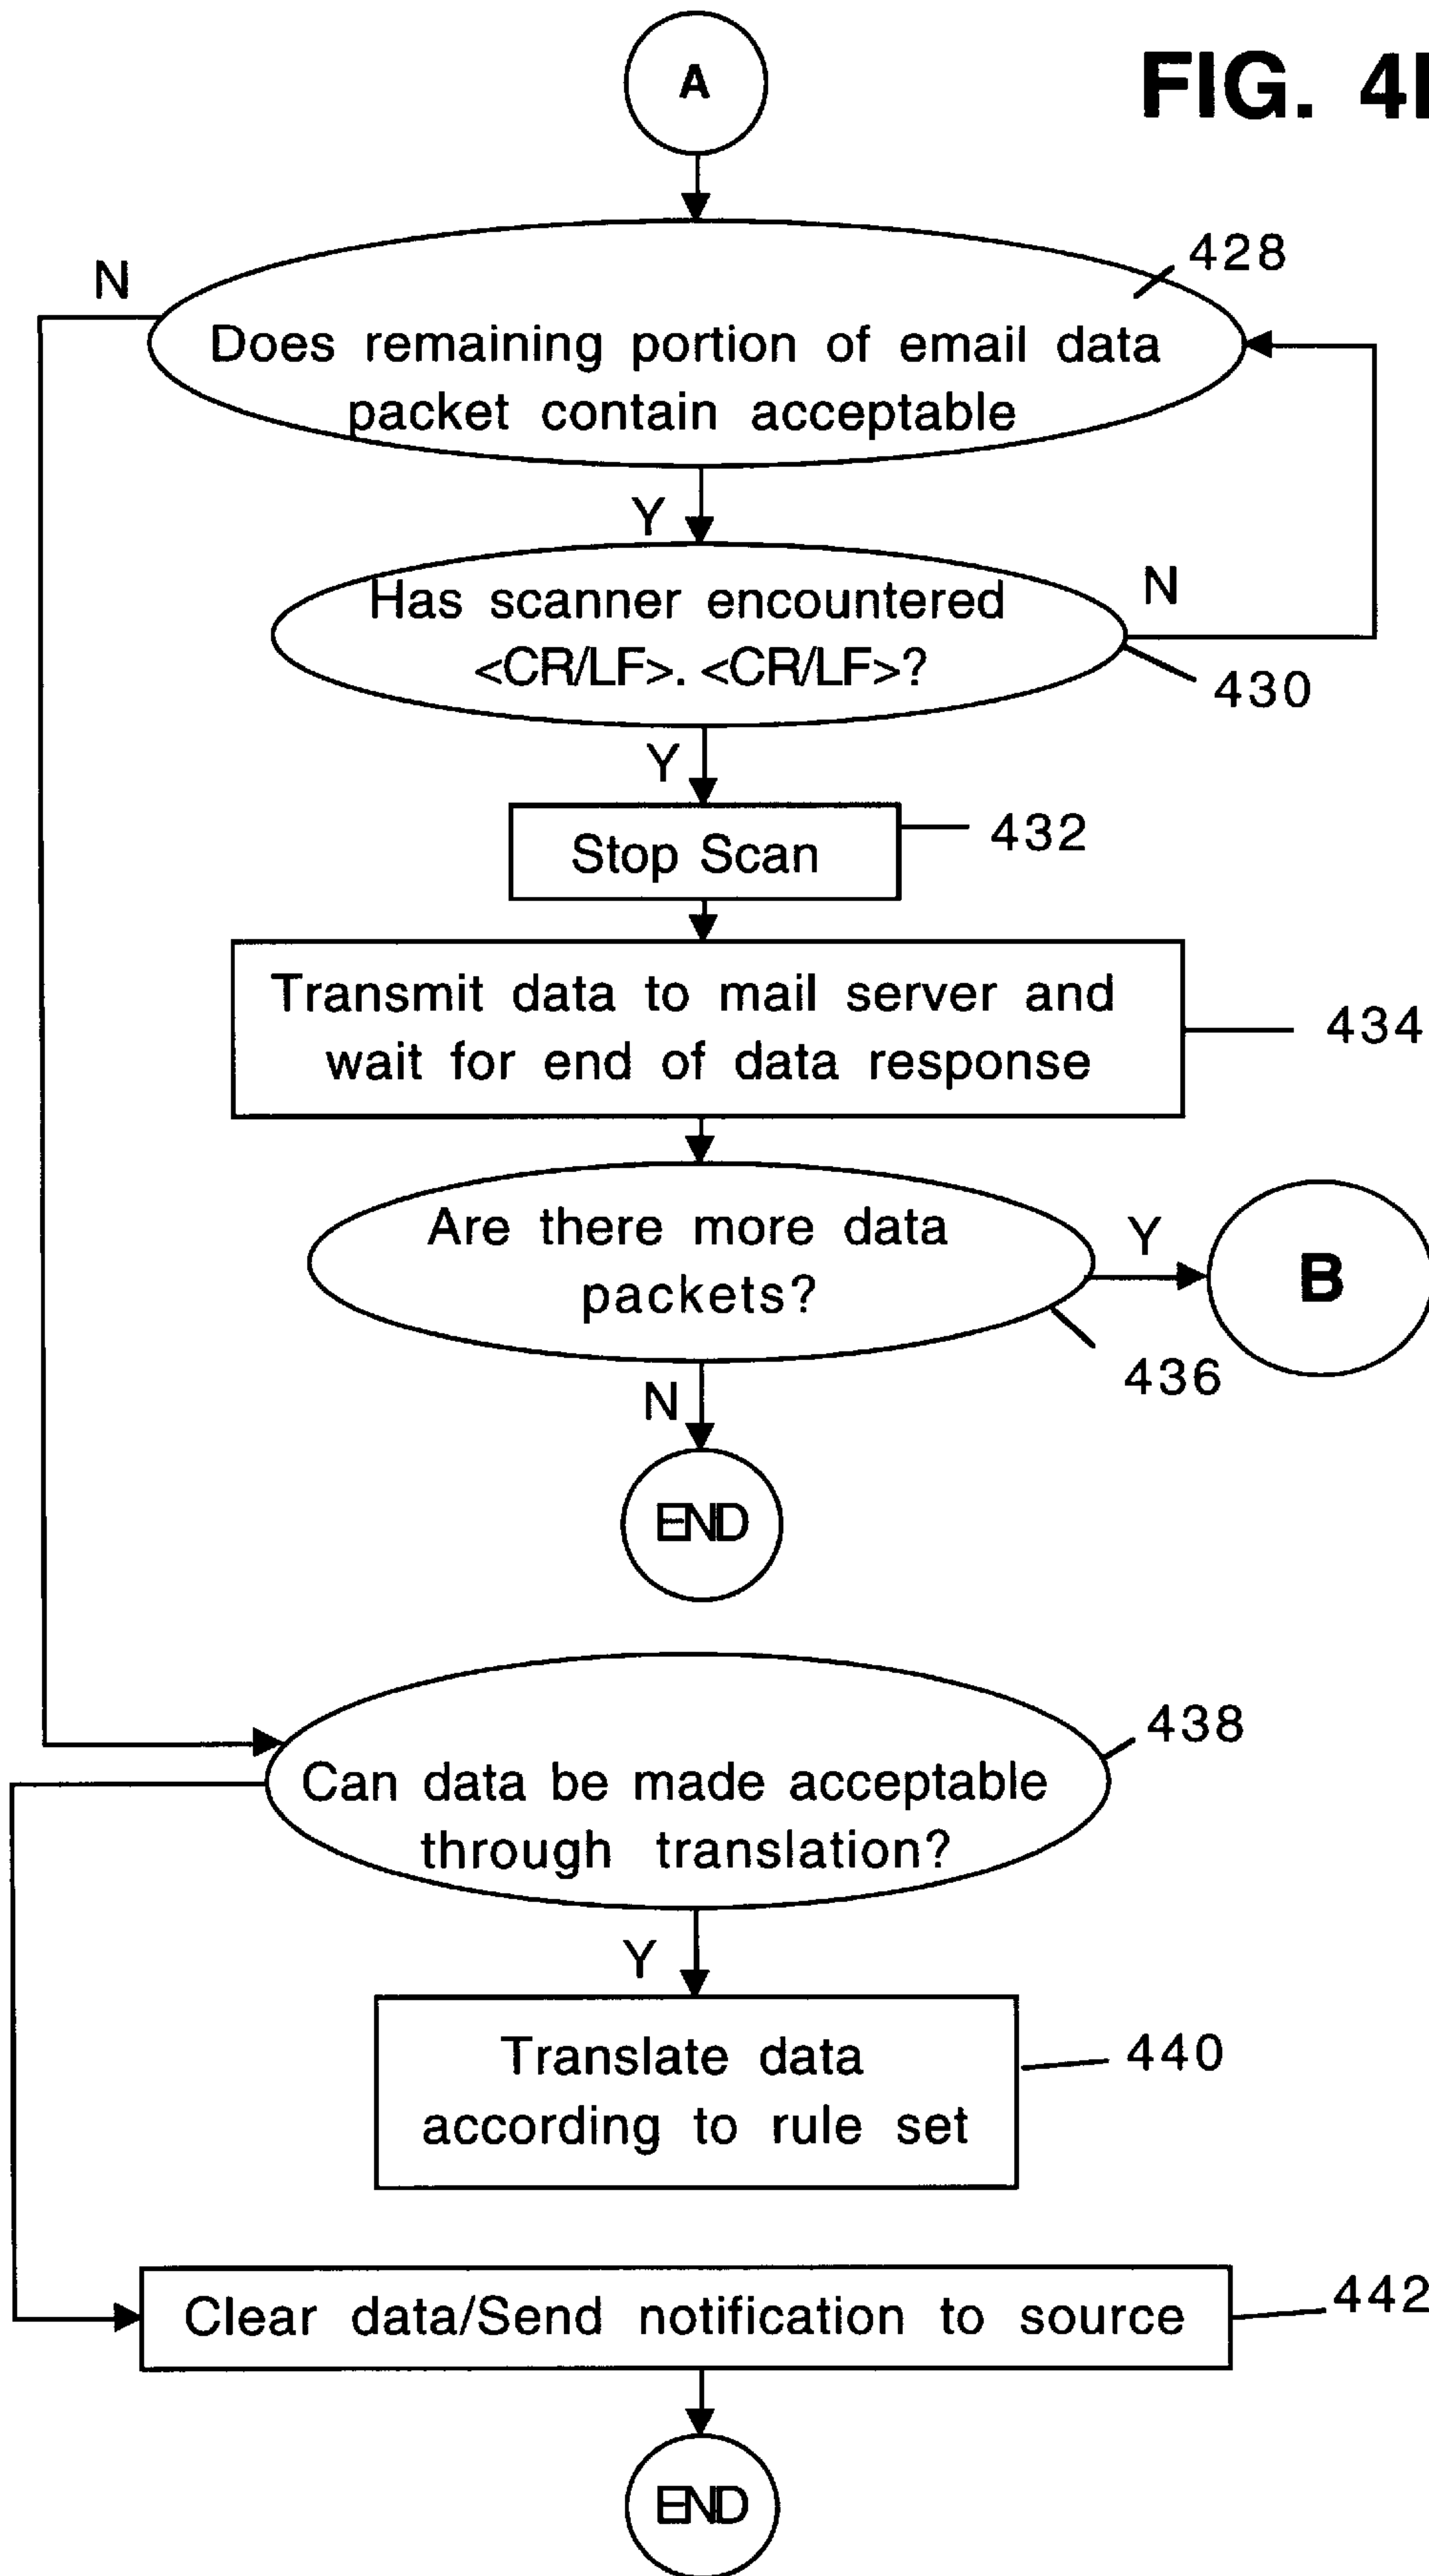 A
FIG. 4
N
428
Does remaining portion of email data
packet contain acceptable
Y
Has scanner encountered
<CR/LF>. <CR/LF>?
N
430
Y
Stop Scan
432
Transmit data to mail server and
wait for end of data response
434
Are there more data
packets?
Y
B
436
N
END
438
Can data be made acceptable
through translation?
Y
Translate data
according to rule set
440
Clear data/Send notification to source
442
END